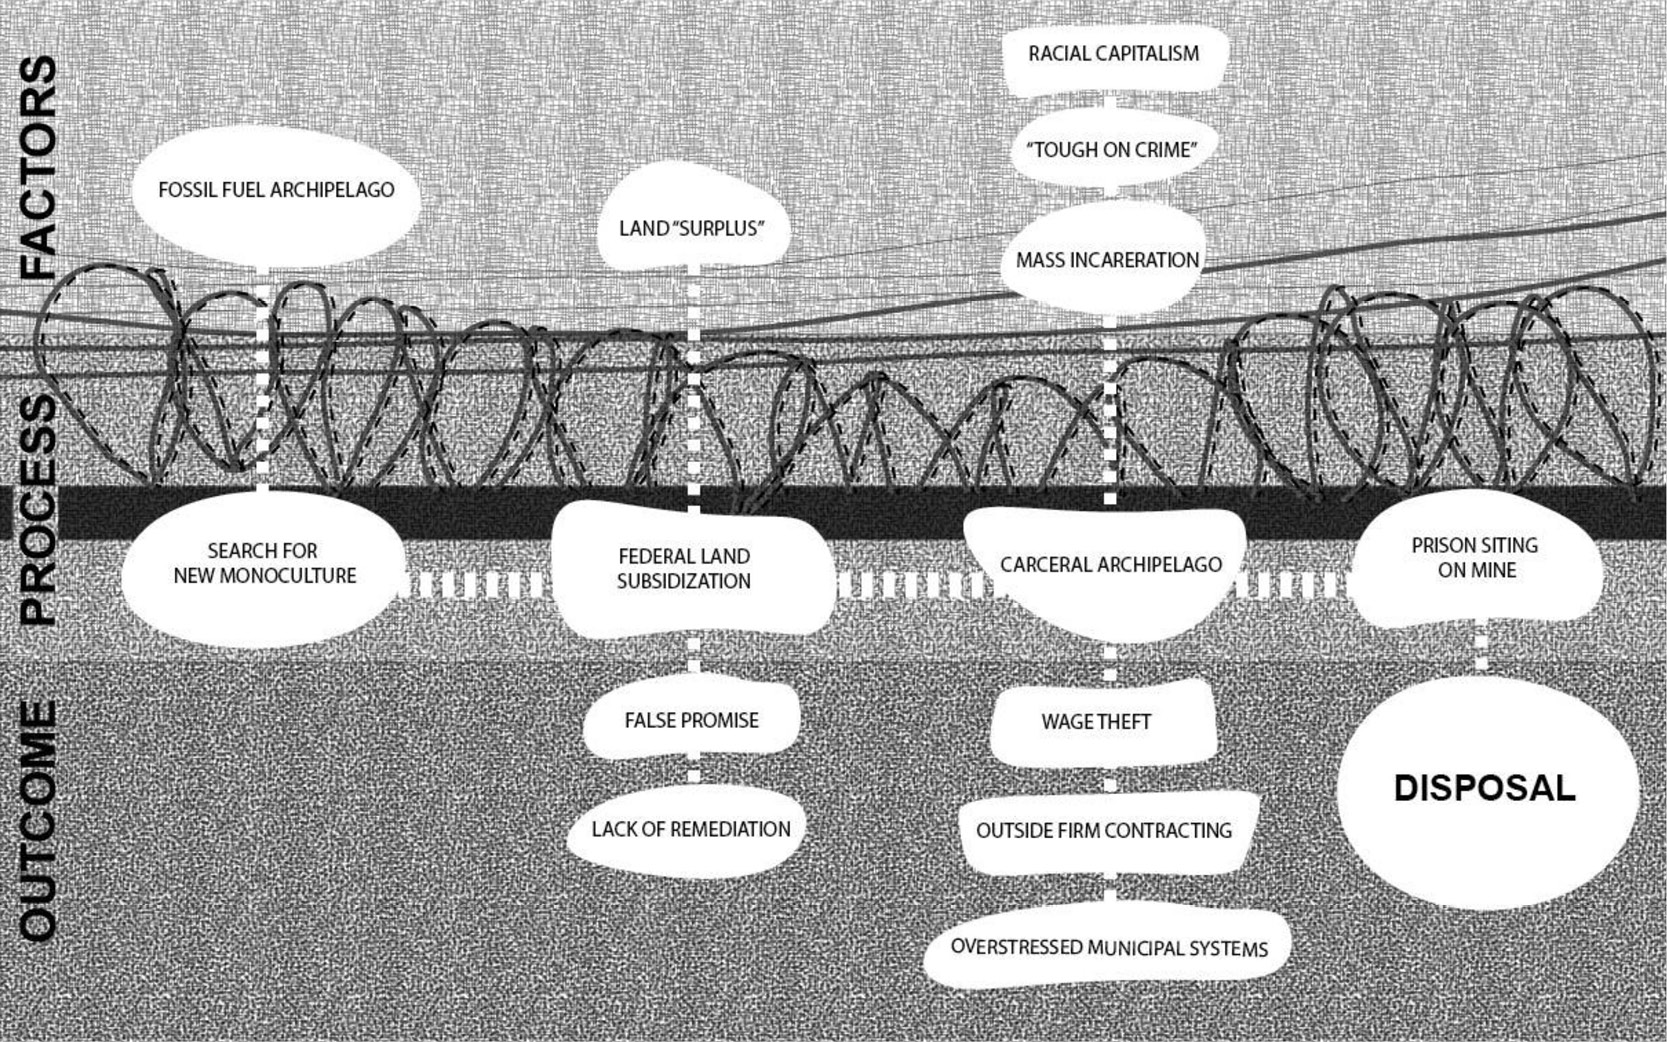 FACTORS
FOSSIL FUEL ARCHIPELAGO
LAND "SURPLUS"
RACIAL CAPITALISM
"TOUGH ON CRIME"
MASS INCARERATION
PROCESS
SEARCH FOR
NEW MONOCULTURE
FEDERAL LAND
SUBSIDIZATION
CARCERAL ARCHIPELAGO
PRISON SITING
ON MINE
OUTCOME
FALSE PROMISE
LACK OF REMEDIATION
WAGE THEFT
OUTSIDE FIRM CONTRACTING
OVERSTRESSED MUNICIPAL SYSTEMS
DISPOSAL